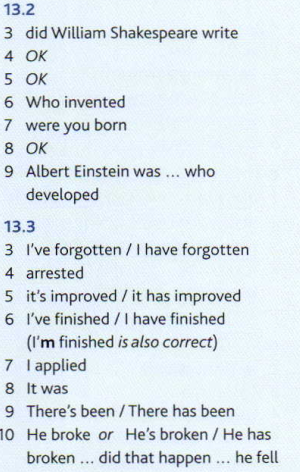 13.2
3 did William Shakespeare write
4 OK
5 OK
6 Who invented
7 were you born
8 OK
9 Albert Einstein was ... who
developed
13.3
3 I've forgotten / I have forgotten
4 arrested
5 it's improved / it has improved
6 I've finished / I have finished
(I'm finished is also correct)
7 I applied
8 It was
9 There's been / There has been
10 He broke or He's broken / He has
broken ... did that happen ... he fell